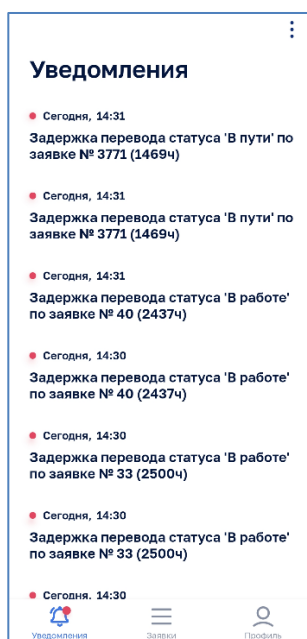 Уведомления
Сегодня, 14:31
Задержка перевода статуса 'В пути' по
заявке № 3771 (1469ч)
Сегодня, 14:31
Задержка перевода статуса 'В пути' по
заявке № 3771 (1469ч)
Сегодня, 14:31
Задержка перевода статуса 'В работе'
по заявке № 40 (2437ч)
Сегодня, 14:30
Задержка перевода статуса 'В работе'
по заявке № 40 (2437ч)
Сегодня, 14:30
Задержка перевода статуса 'В работе'
по заявке № 33 (2500ч)
Сегодня, 14:30
Задержка перевода статуса 'В работе'
по заявке № 33 (2500ч)
Сегодня, 14:30
Уведомления Заявки Профиль